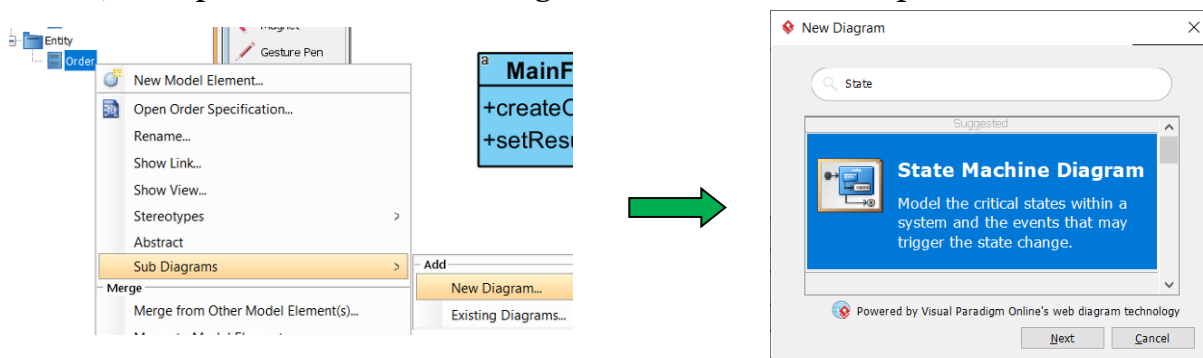 Magnet
Entity
Gesture Pen
Order
New Model Element...
Open Order Specification...
Rename...
Show Link...
Show View...
Stereotypes
Abstract
Sub Diagrams
Merge
Merge from Other Model Element(s)...
a
MainF
+createC
+setResu
Add
New Diagram...
Existing Diagrams...
New Diagram
State
Suggested
State Machine Diagram
Model the critical states within a
system and the events that may
trigger the state change.
Powered by Visual Paradigm Online's web diagram technology
Next
Cancel